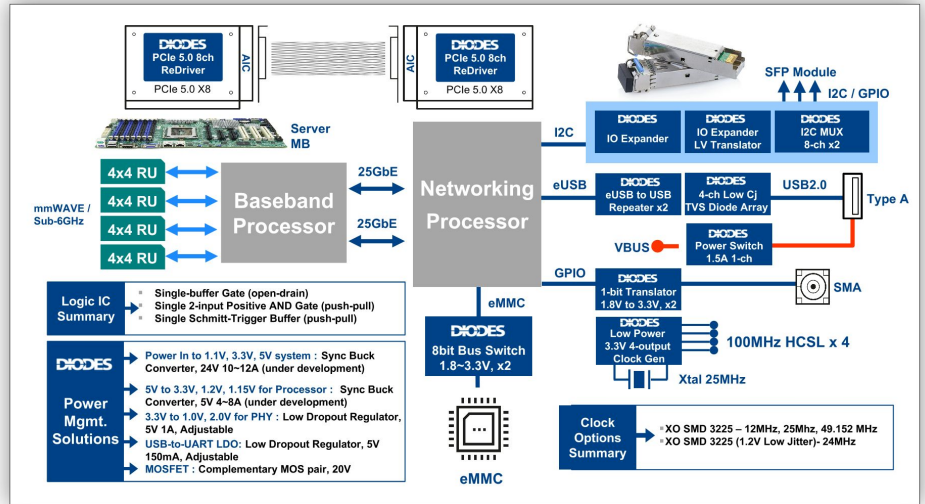 DIODES
PCIe 5.0 8ch
ReDriver
PCIe 5.0 X8
AIC
AIC
DIODES
PCIe 5.0 8ch
ReDriver
PCIe 5.0 X8
SFP Module
I2C / GPIO
Server
MB
I2C
DIODES
IO Expander
DIODES
IO Expander
LV Translator
DIODES
I2C MUX
8-ch x2
mmWAVE /
Sub-6GHz
4x4 RU
4x4 RU
4x4 RU
4x4 RU
Baseband
Processor
25GbE
25GbE
Networking
Processor
eUSB
DIODES
eUSB to USB
Repeater x2
DIODES
4-ch Low Cj
TVS Diode Array
USB2.0
Type A
VBUS
DIODES
Power Switch
1.5A 1-ch
GPIO
DIODES
1-bit Translator
1.8V to 3.3V, x2
SMA
eMMC
DIODES
8bit Bus Switch
1.8~3.3V, x2
eMMC
DIODES
Low Power
3.3V 4-output
Clock Gen
100MHz HCSL x 4
Xtal 25MHz
Logic IC
Summary
Single-buffer Gate (open-drain)
Single 2-input Positive AND Gate (push-pull)
Single Schmitt-Trigger Buffer (push-pull)
DIODES
Power
Mgmt.
Solutions
Power In to 1.1V, 3.3V, 5V system : Sync Buck
Converter, 24V 10~12A (under development)
5V to 3.3V, 1.2V, 1.15V for Processor : Sync Buck
Converter, 5V 4~8A (under development)
3.3V to 1.0V, 2.0V for PHY : Low Dropout Regulator,
5V 1A, Adjustable
USB-to-UART LDO: Low Dropout Regulator, 5V
150mA, Adjustable
MOSFET : Complementary MOS pair, 20V
Clock
Options
Summary
XO SMD 3225 – 12MHz, 25Mhz, 49.152 MHz
XO SMD 3225 (1.2V Low Jitter)- 24MHz